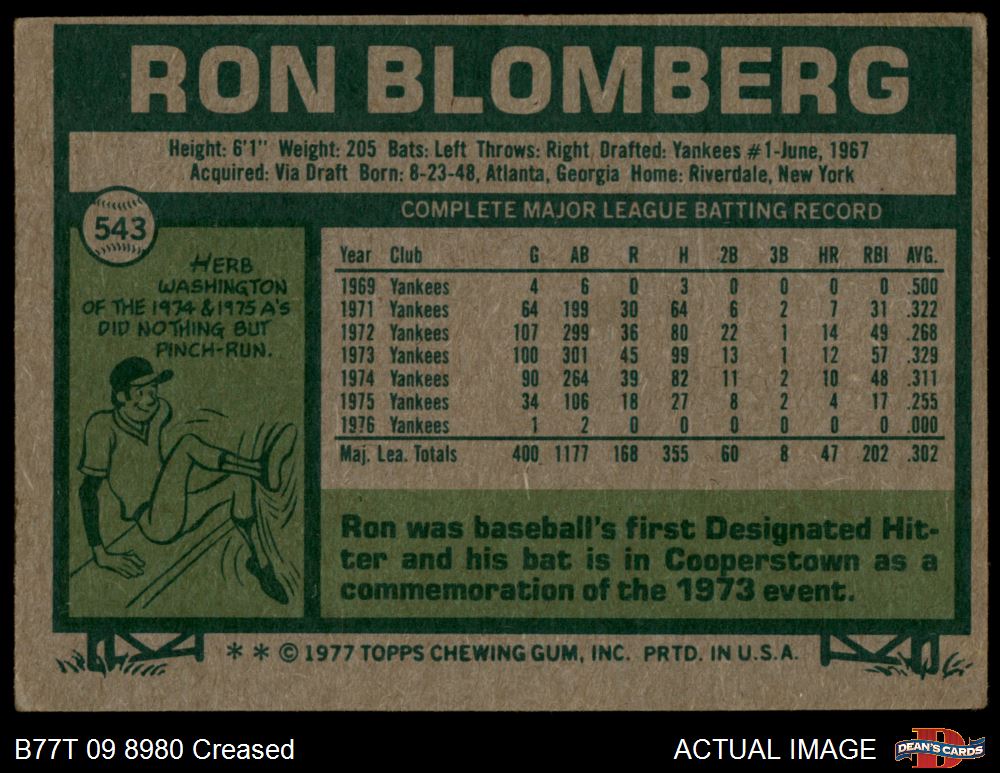 RON BLOMBERG
Height: 6'1" Weight: 205 Bats: Left Throws: Right Drafted: Yankees #1-June, 1967
Acquired: Via Draft Born: 8-23-48, Atlanta, Georgia Home: Riverdale, New York
543
COMPLETE MAJOR LEAGUE BATTING RECORD
HERB
WASHINGTON
OF THE 1974 & 1975 A'S
DID NOTHING BUT
PINCH-RUN.
Year Club G AB R H 2B 3B HR RBI AVG.
1969 Yankees 4 6 0 3 0 0 0 0 .500
1971 Yankees 64 199 30 64 6 2 7 31 .322
1972 Yankees 107 299 36 80 22 1 14 49 .268
1973 Yankees 100 301 45 99 13 1 12 57 .329
1974 Yankees 90 264 39 82 11 2 10 48 .311
1975 Yankees 34 106 18 27 8 2 4 17 .255
1976 Yankees 1 2 0 0 0 0 0 0 .000
Maj. Lea. Totals 400 1177 168 355 60 8 47 202 .302
Ron was baseball's first Designated Hit-
ter and his bat is in Cooperstown as a
commemoration of the 1973 event.
* * © 1977 TOPPS CHEWING GUM, INC. PRTD. IN U.S.A.
B77T 09 8980 Creased
ACTUAL IMAGE
D
DEAN'S CARDS